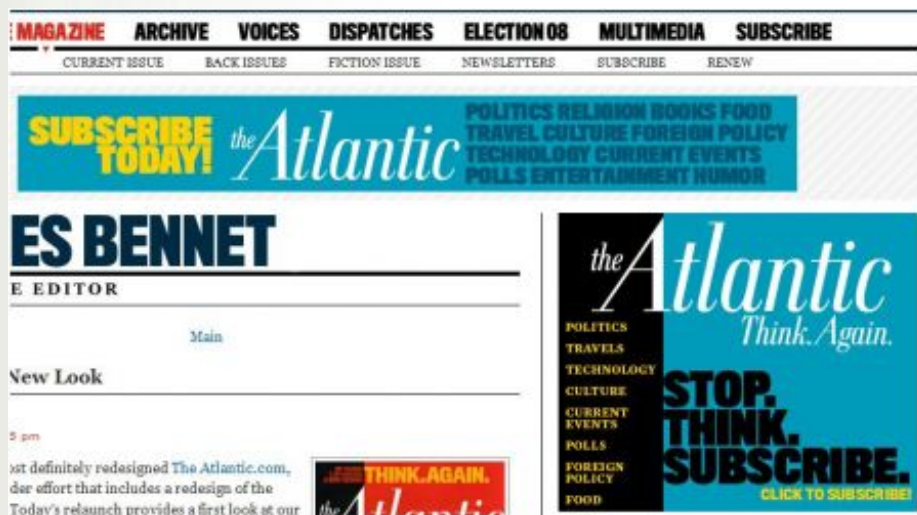 MAGAZINE ARCHIVE VOICES DISPATCHES ELECTION 08 MULTIMEDIA SUBSCRIBE
CURRENT ISSUE BACK ISSUES FICTION ISSUE NEWSLETTERS SUBSCRIBE RENEW
SUBSCRIBE TODAY!
the Atlantic
POLITICS RELIGION BOOKS FOOD
TRAVEL CULTURE FOREIGN POLICY
TECHNOLOGY CURRENT EVENTS
POLLS ENTERTAINMENT HUMOR
ES BENNET
E EDITOR
Main
New Look
5 pm
ost definitely redesigned The Atlantic.com,
der effort that includes a redesign of the
Today's relaunch provides a first look at our
THINK. AGAIN.
the Atlantic
the Atlantic
Think. Again.
POLITICS
TRAVELS
TECHNOLOGY
CULTURE
CURRENT
EVENTS
POLLS
FOREIGN
POLICY
FOOD
STOP.
THINK.
SUBSCRIBE.
CLICK TO SUBSCRIBE!